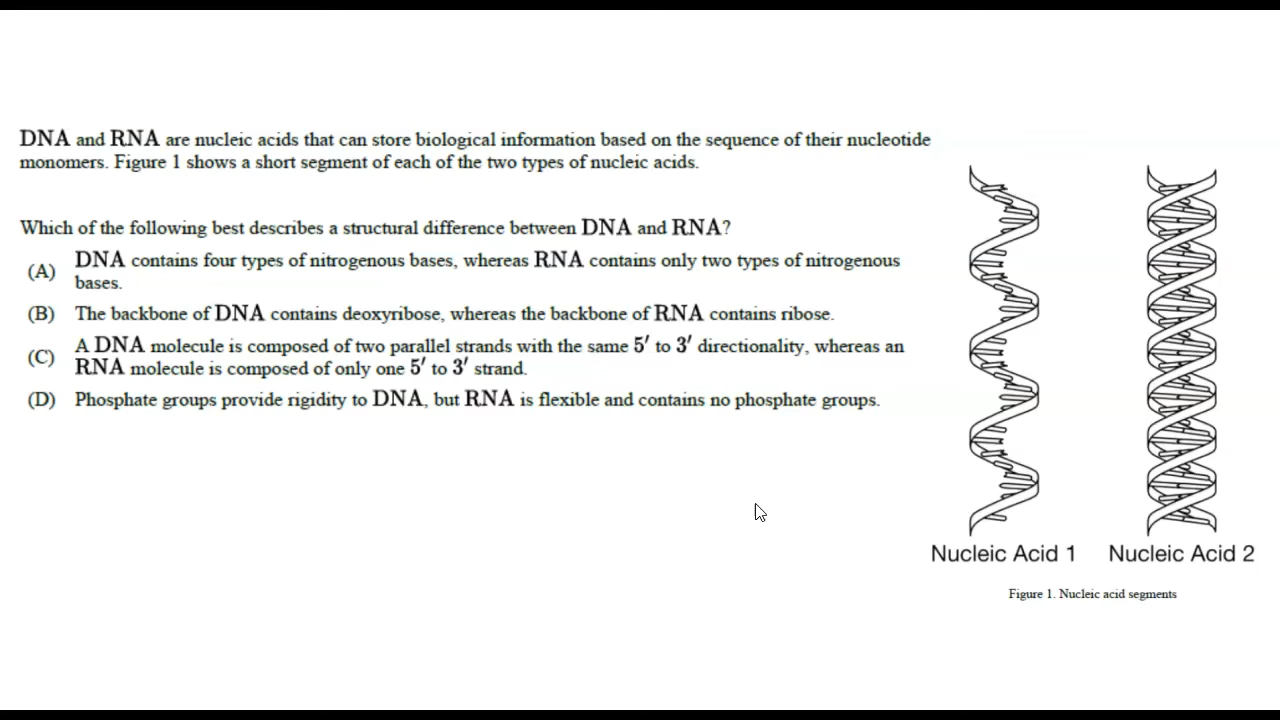 DNA and RNA are nucleic acids that can store biological information based on the sequence of their nucleotide
monomers. Figure 1 shows a short segment of each of the two types of nucleic acids.
Which of the following best describes a structural difference between DNA and RNA?
(A) DNA contains four types of nitrogenous bases, whereas RNA contains only two types of nitrogenous
bases.
(B) The backbone of DNA contains deoxyribose, whereas the backbone of RNA contains ribose.
(C) A DNA molecule is composed of two parallel strands with the same 5′ to 3′ directionality, whereas an
RNA molecule is composed of only one 5′ to 3′ strand.
(D) Phosphate groups provide rigidity to DNA, but RNA is flexible and contains no phosphate groups.
Nucleic Acid 1 Nucleic Acid 2
Figure 1. Nucleic acid segments